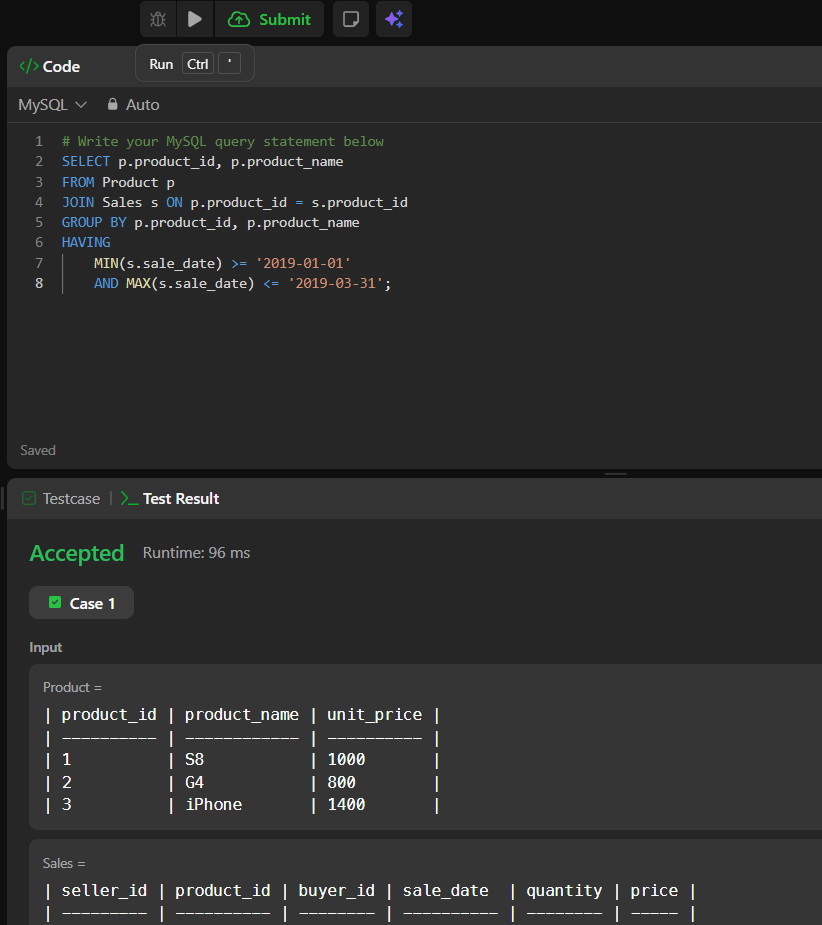 Submit
Run Ctrl '
</> Code
MySQL Auto
1 # Write your MySQL query statement below
2 SELECT p.product_id, p.product_name
3 FROM Product p
4 JOIN Sales s ON p.product_id = s.product_id
5 GROUP BY p.product_id, p.product_name
6 HAVING
7     MIN(s.sale_date) >= '2019-01-01'
8     AND MAX(s.sale_date) <= '2019-03-31';
Saved
Testcase | >_ Test Result
Accepted Runtime: 96 ms
Case 1
Input
Product =
| product_id | product_name | unit_price |
| ---------- | ------------ | ---------- |
| 1          | S8           | 1000       |
| 2          | G4           | 800        |
| 3          | iPhone       | 1400       |
Sales =
| seller_id | product_id | buyer_id | sale_date  | quantity | price |
| --------- | ---------- | -------- | ---------- | -------- | ----- |